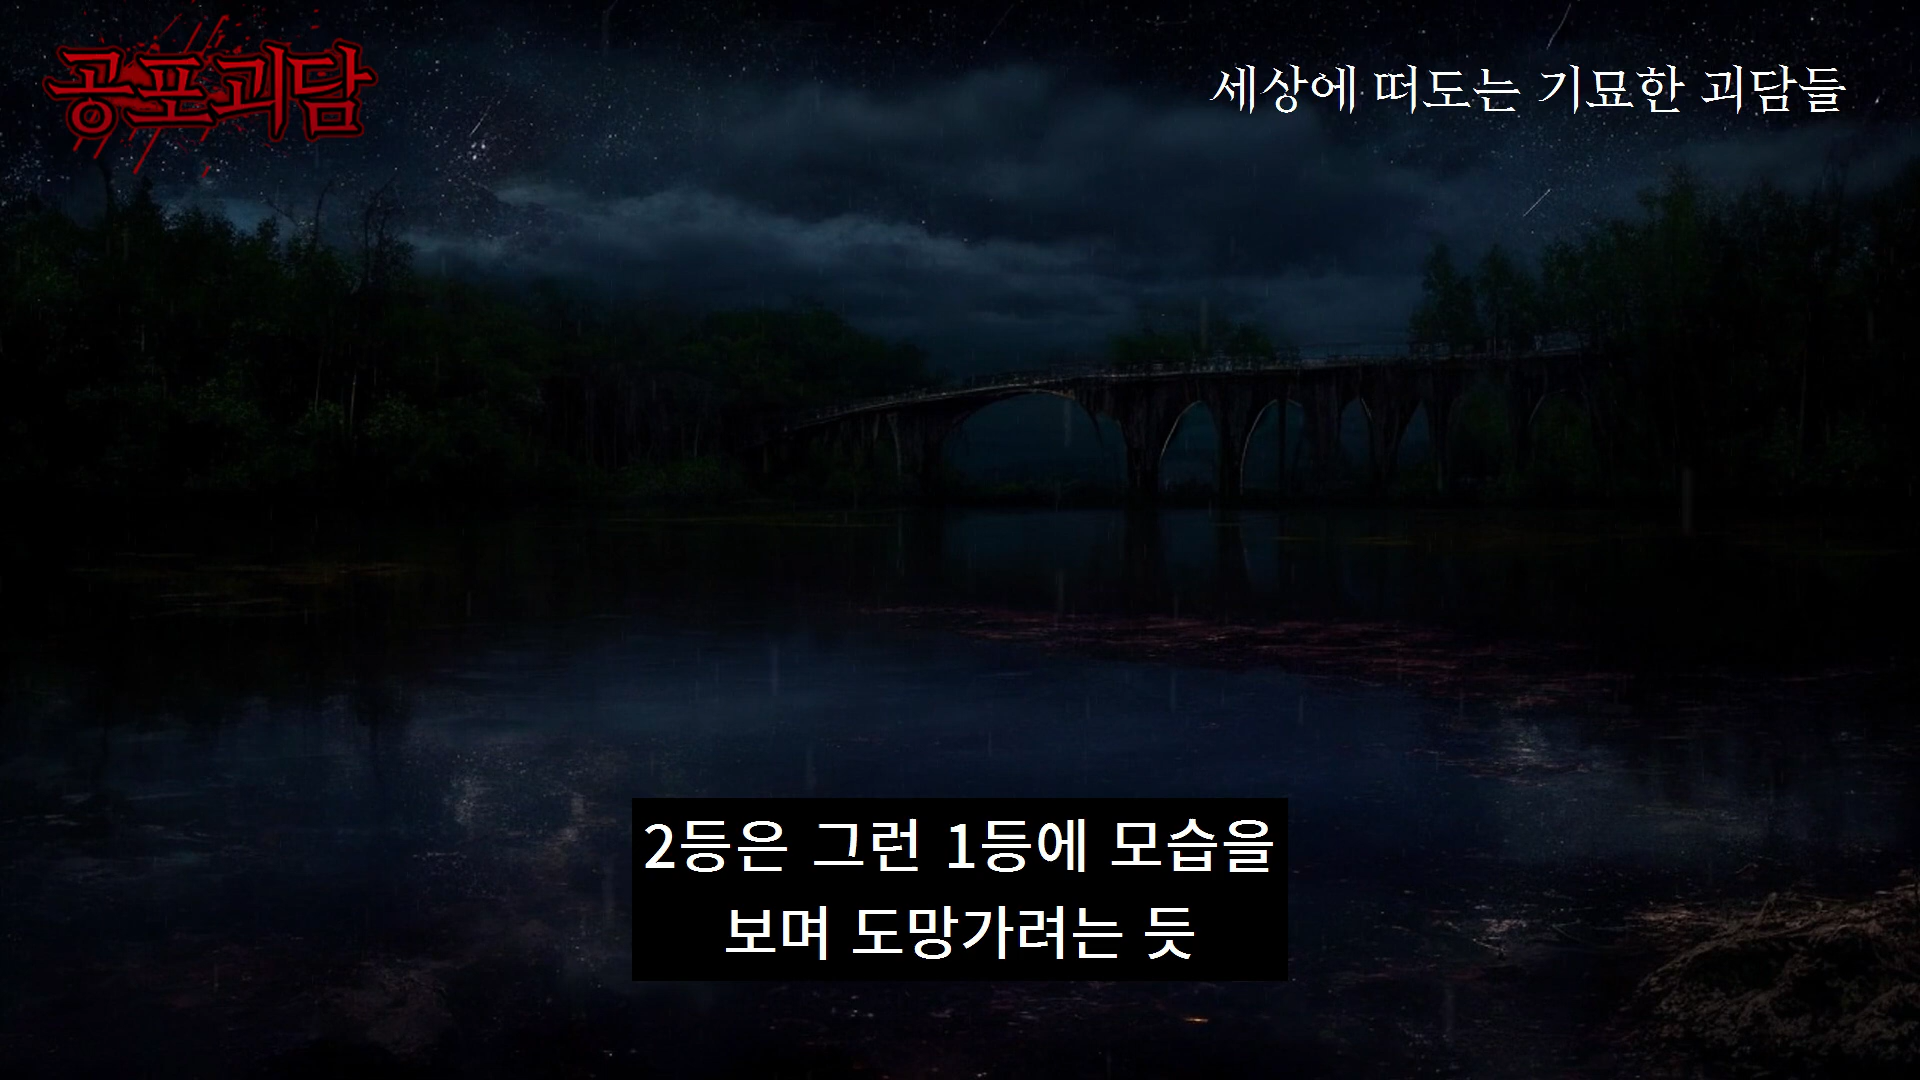 공포괴담
세상에 떠도는 기묘한 괴담들
2등은 그런 1등에 모습을
보며 도망가려는 듯